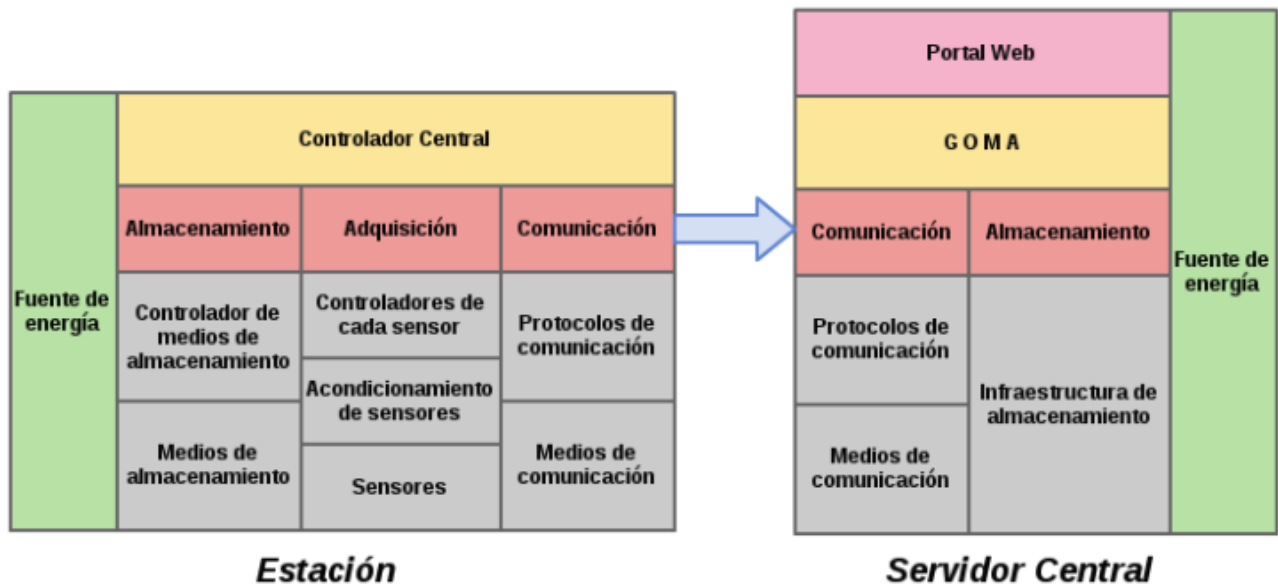 Controlador Central
Almacenamiento
Adquisición
Comunicación
Fuente de
energía
Controlador de
medios de
almacenamiento
Controladores de
cada sensor
Protocolos de
comunicación
Acondicionamiento
de sensores
Medios de
almacenamiento
Sensores
Medios de
comunicación
Estación
Portal Web
G O M A
Comunicación
Almacenamiento
Fuente de
energía
Protocolos de
comunicación
Infraestructura de
almacenamiento
Medios de
comunicación
Servidor Central